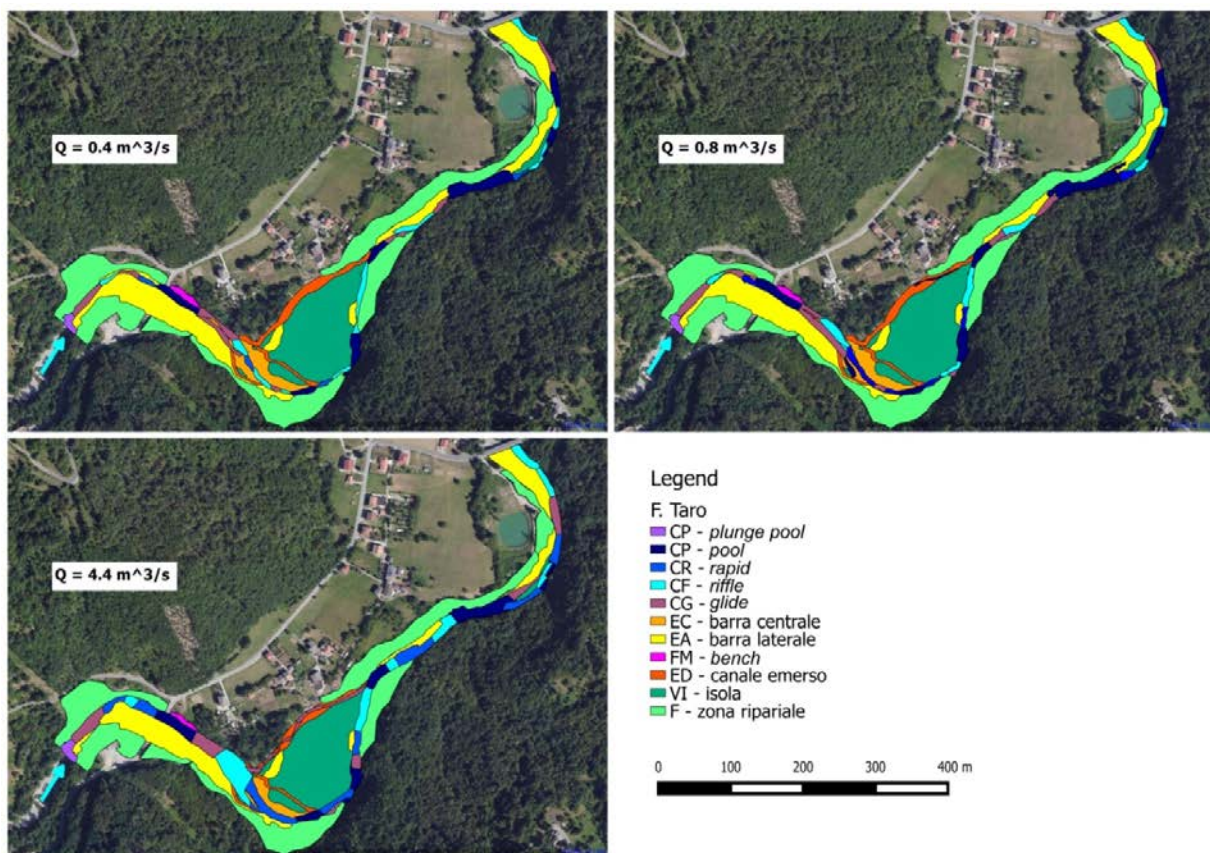 Q = 0.4 m^3/s
Q = 0.8 m^3/s
Q = 4.4 m^3/s
Legend
F. Taro
CP - plunge pool
CP - pool
CR - rapid
CF - riffle
CG - glide
EC - barra centrale
EA - barra laterale
FM - bench
ED - canale emerso
VI - isola
F - zona ripariale
0 100 200 300 400 m